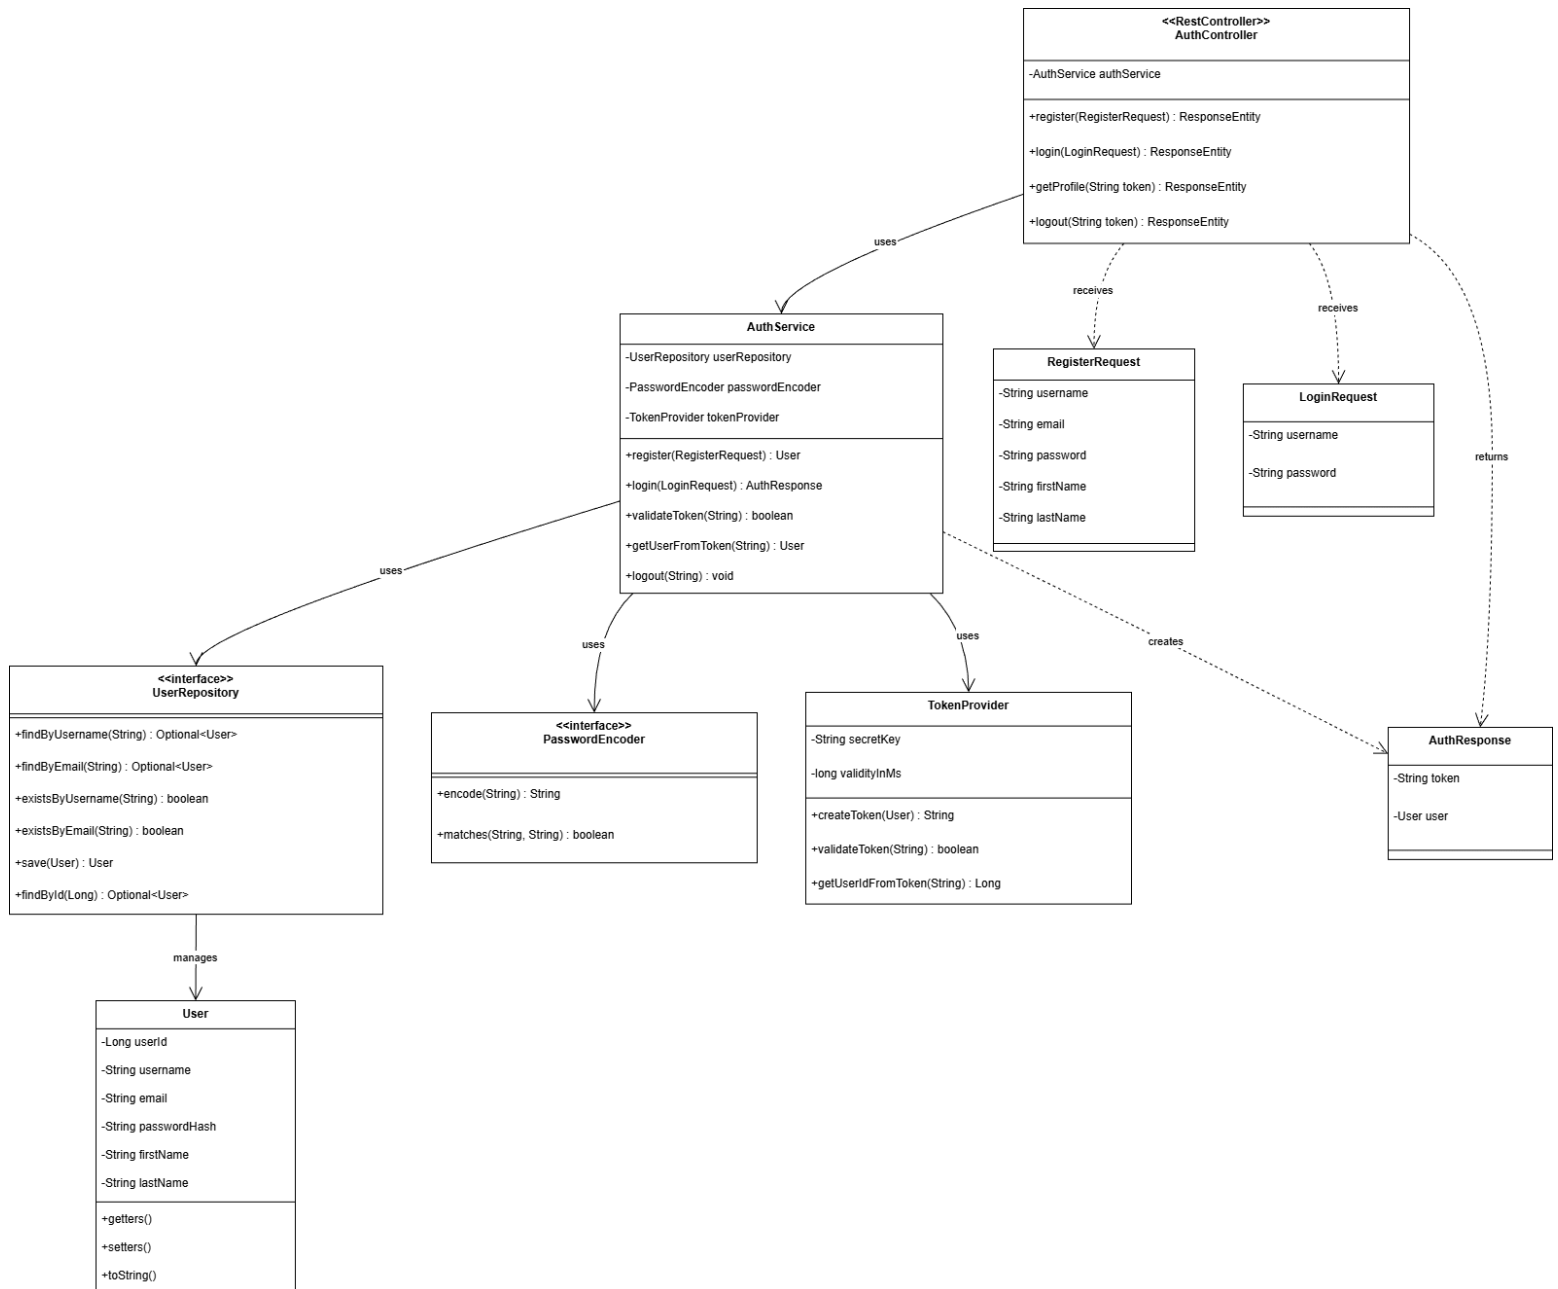 <<RestController>>
AuthController
-AuthService authService
+register(RegisterRequest) : ResponseEntity
+login(LoginRequest) : ResponseEntity
+getProfile(String token) : ResponseEntity
+logout(String token) : ResponseEntity
uses
receives
receives
returns
AuthService
-UserRepository userRepository
-PasswordEncoder passwordEncoder
-TokenProvider tokenProvider
+register(RegisterRequest) : User
+login(LoginRequest) : AuthResponse
+validateToken(String) : boolean
+getUserFromToken(String) : User
+logout(String) : void
RegisterRequest
-String username
-String email
-String password
-String firstName
-String lastName
LoginRequest
-String username
-String password
uses
uses
uses
creates
<<interface>>
UserRepository
+findByUsername(String) : Optional<User>
+findByEmail(String) : Optional<User>
+existsByUsername(String) : boolean
+existsByEmail(String) : boolean
+save(User) : User
+findById(Long) : Optional<User>
<<interface>>
PasswordEncoder
+encode(String) : String
+matches(String, String) : boolean
TokenProvider
-String secretKey
-long validityInMs
+createToken(User) : String
+validateToken(String) : boolean
+getUserIdFromToken(String) : Long
AuthResponse
-String token
-User user
manages
User
-Long userId
-String username
-String email
-String passwordHash
-String firstName
-String lastName
+getters()
+setters()
+toString()